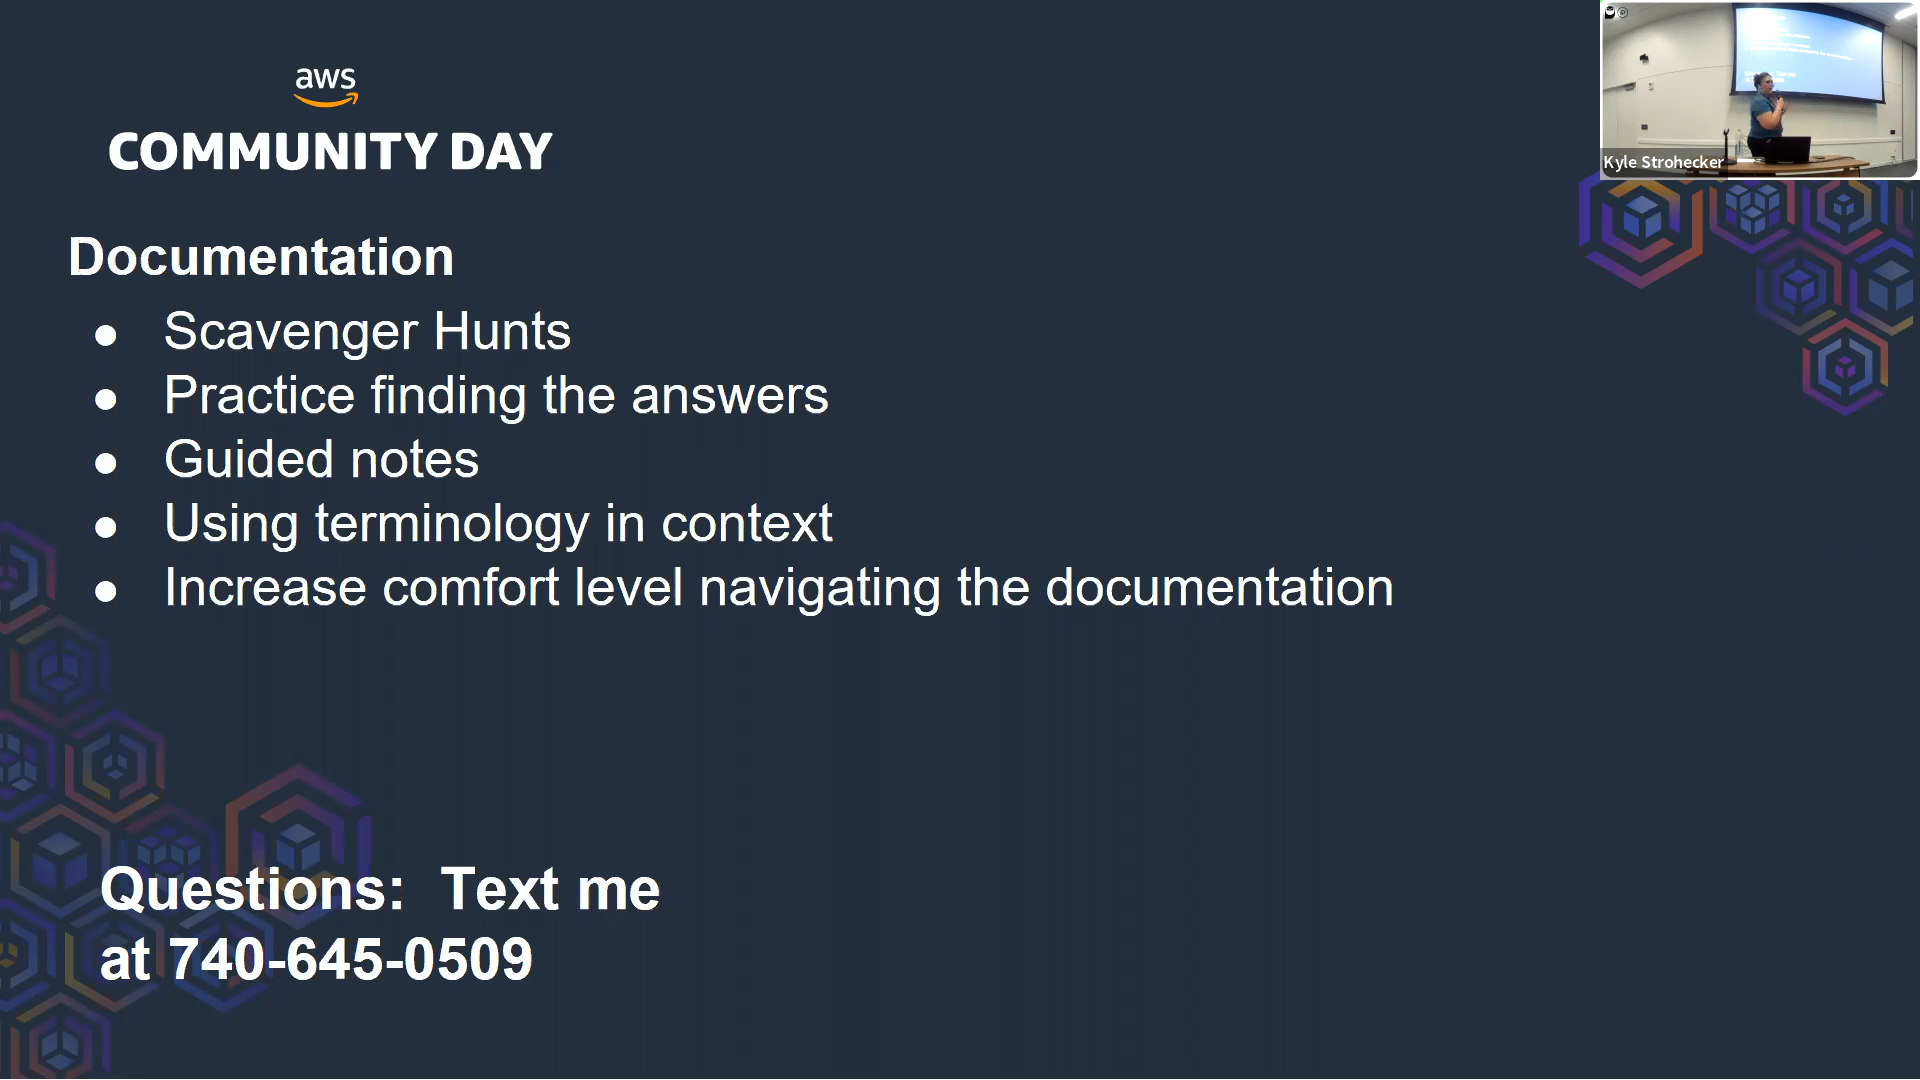 aws
COMMUNITY DAY
Kyle Strohecker
Documentation
● Scavenger Hunts
● Practice finding the answers
● Guided notes
● Using terminology in context
● Increase comfort level navigating the documentation
Questions:  Text me
at 740-645-0509